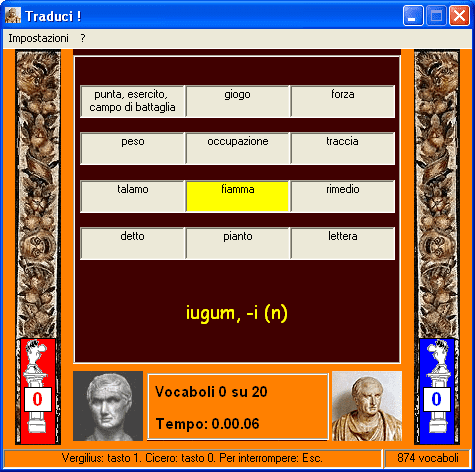 Traduci !
Impostazioni ?
punta, esercito,
campo di battaglia
giogo
forza
peso
occupazione
traccia
talamo
fiamma
rimedio
detto
pianto
lettera
iugum, -i (n)
0
Vocaboli 0 su 20
Tempo: 0.00.06
0
Vergilius: tasto 1. Cicero: tasto 0. Per interrompere: Esc.
874 vocaboli